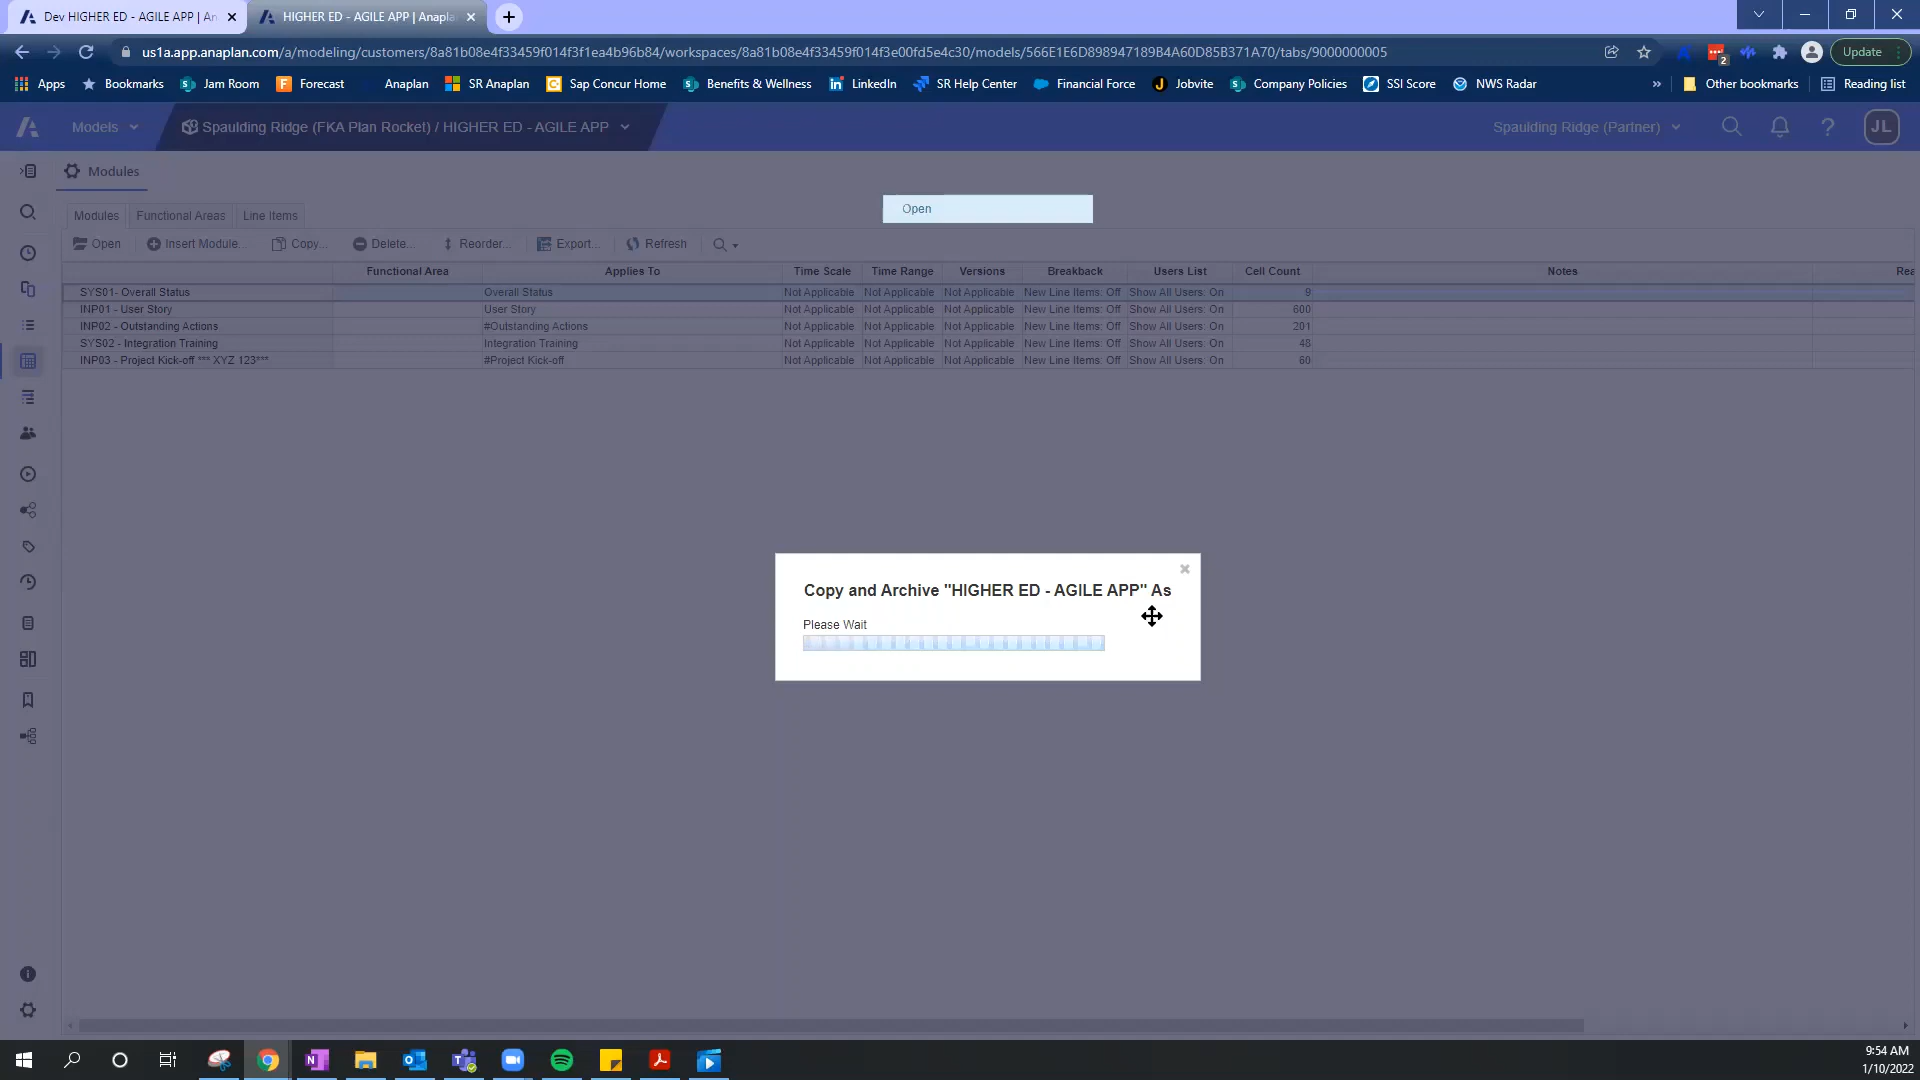 Dev HIGHER ED - AGILE APP | An
HIGHER ED - AGILE APP | Anaplan
us1a.app.anaplan.com/a/modeling/customers/8a81b08e4f33459f014f3f1ea4b96b84/workspaces/8a81b08e4f33459f014f3e00fd5e4c30/models/566E1E6D898947189B4A60D85B371A70/tabs/9000000005
2
Update
Apps Bookmarks Jam Room Forecast Anaplan SR Anaplan Sap Concur Home Benefits & Wellness LinkedIn SR Help Center Financial Force Jobvite Company Policies SSI Score NWS Radar » Other bookmarks Reading list
Models Spaulding Ridge (FKA Plan Rocket) / HIGHER ED - AGILE APP Spaulding Ridge (Partner) ? JL
Modules
Open
Modules Functional Areas Line Items
Open Insert Module... Copy... Delete... Reorder... Export... Refresh
Functional Area Applies To Time Scale Time Range Versions Breakback Users List Cell Count Notes Rea
SYS01- Overall Status Overall Status Not Applicable Not Applicable Not Applicable New Line Items: Off Show All Users: On 9
INP01 - User Story User Story Not Applicable Not Applicable Not Applicable New Line Items: Off Show All Users: On 600
INP02 - Outstanding Actions #Outstanding Actions Not Applicable Not Applicable Not Applicable New Line Items: Off Show All Users: On 201
SYS02 - Integration Training Integration Training Not Applicable Not Applicable Not Applicable New Line Items: Off Show All Users: On 48
INP03 - Project Kick-off *** XYZ 123*** #Project Kick-off Not Applicable Not Applicable Not Applicable New Line Items: Off Show All Users: On 60
Copy and Archive "HIGHER ED - AGILE APP" As
Please Wait
9:54 AM
1/10/2022